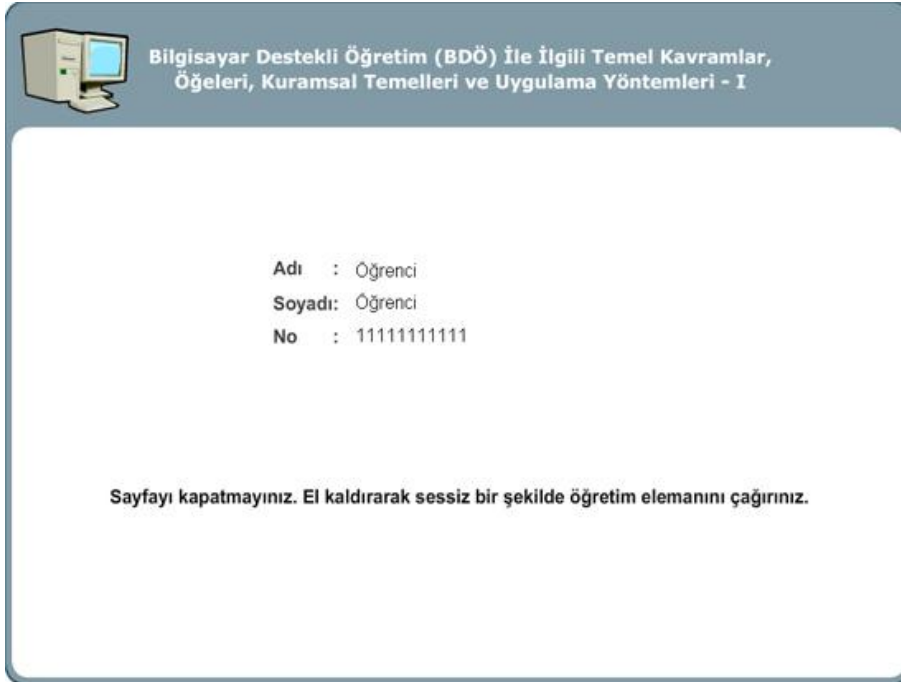 Bilgisayar Destekli Öğretim (BDÖ) İle İlgili Temel Kavramlar,
Öğeleri, Kuramsal Temelleri ve Uygulama Yöntemleri - I
Adı : Öğrenci
Soyadı: Öğrenci
No : 11111111111
Sayfayı kapatmayınız. El kaldırarak sessiz bir şekilde öğretim elemanını çağırınız.